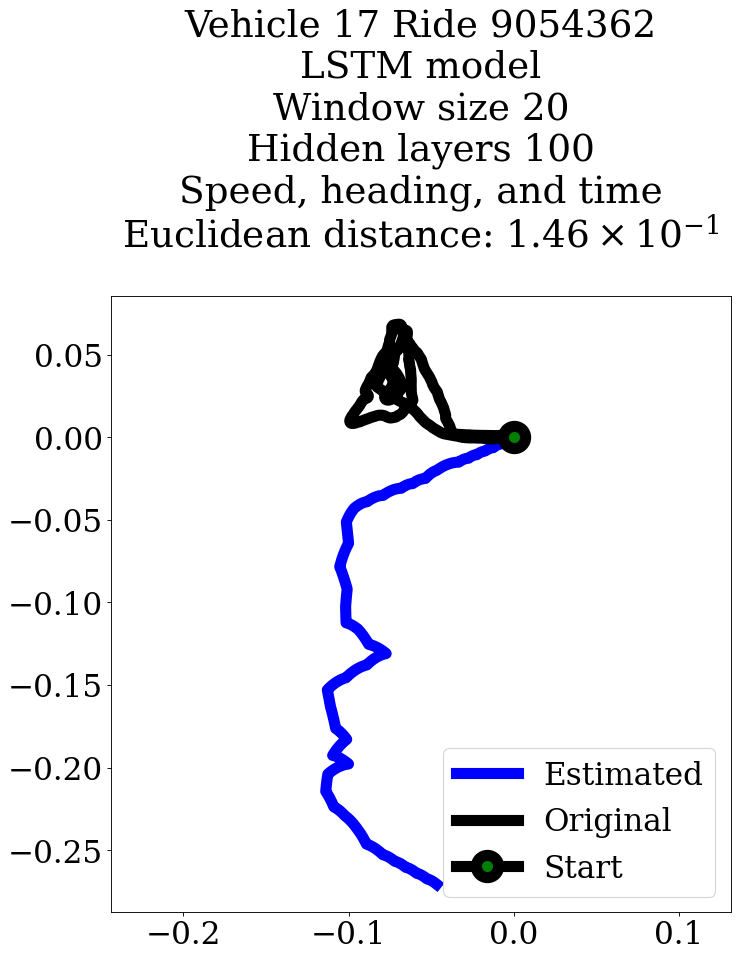 Vehicle 17 Ride 9054362
LSTM model
Window size 20
Hidden layers 100
Speed, heading, and time
Euclidean distance: 1.46 × 10⁻¹
0.05
0.00
−0.05
−0.10
−0.15
−0.20
−0.25
−0.2
−0.1
0.0
0.1
Estimated
Original
Start